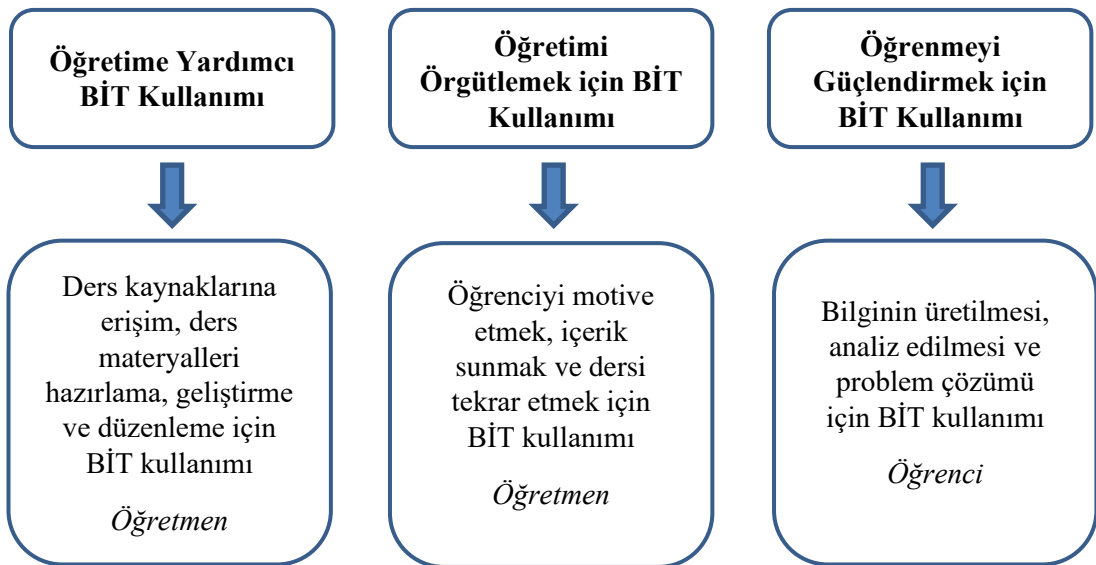 Öğretime Yardımcı
BİT Kullanımı
Öğretimi
Örgütlemek için BİT
Kullanımı
Öğrenmeyi
Güçlendirmek için
BİT Kullanımı
Ders kaynaklarına
erişim, ders
materyalleri
hazırlama, geliştirme
ve düzenleme için
BİT kullanımı
Öğretmen
Öğrenciyi motive
etmek, içerik
sunmak ve dersi
tekrar etmek için
BİT kullanımı
Öğretmen
Bilginin üretilmesi,
analiz edilmesi ve
problem çözümü
için BİT kullanımı
Öğrenci